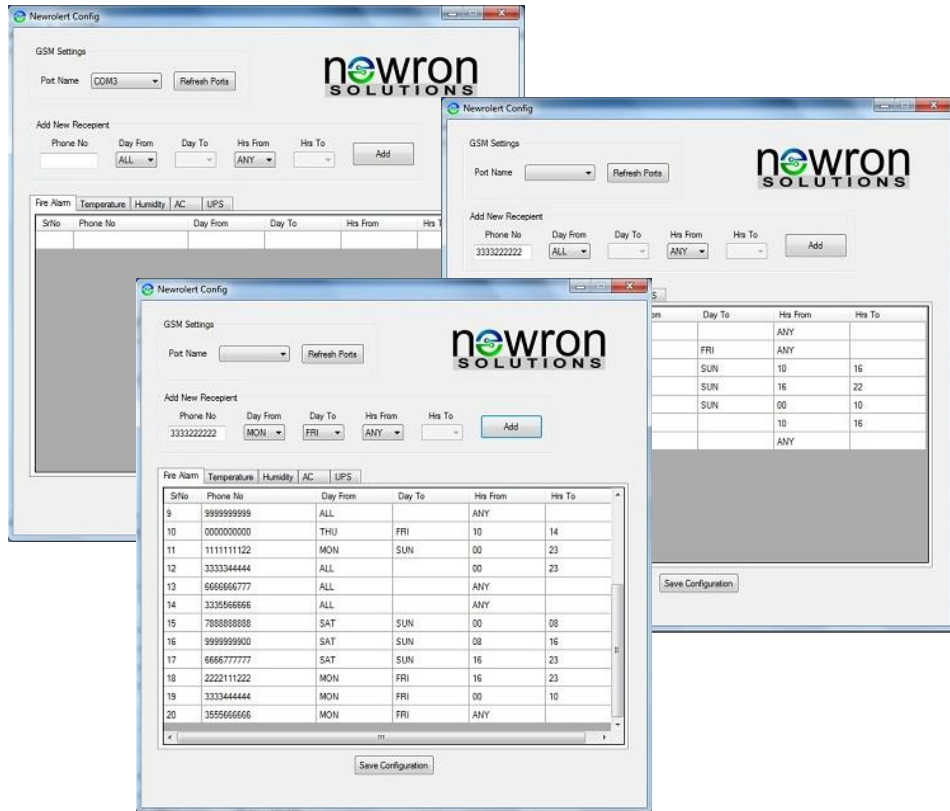 Newrolert Config
GSM Settings
Port Name COM3 Refresh Ports
newron
SOLUTIONS
Add New Recepient
Phone No Day From Day To Hrs From Hrs To
ALL ANY Add
Fire Alarm Temperature Humidity AC UPS
SrNo Phone No Day From Day To Hrs From
Newrolert Config
GSM Settings
Port Name Refresh Ports
newron
SOLUTIONS
Add New Recepient
Phone No Day From Day To Hrs From Hrs To
3333222222 ALL ANY Add
Day To Hrs From Hrs To
ANY
FRI ANY
SUN 10 16
SUN 16 22
SUN 00 10
10 16
ANY
Save Configuration
Newrolert Config
GSM Settings
Port Name Refresh Ports
newron
SOLUTIONS
Add New Recepient
Phone No Day From Day To Hrs From Hrs To
3333222222 MON FRI ANY Add
Fire Alarm Temperature Humidity AC UPS
SrNo Phone No Day From Day To Hrs From Hrs To
9 9999999999 ALL ANY
10 0000000000 THU FRI 10 14
11 1111111122 MON SUN 00 23
12 3333344444 ALL 00 23
13 6666666777 ALL ANY
14 3335566666 ALL ANY
15 7888888888 SAT SUN 00 08
16 9999999900 SAT SUN 08 16
17 6666777777 SAT SUN 16 23
18 2222111222 MON FRI 16 23
19 3333444444 MON FRI 00 10
20 3555666666 MON FRI ANY
Save Configuration